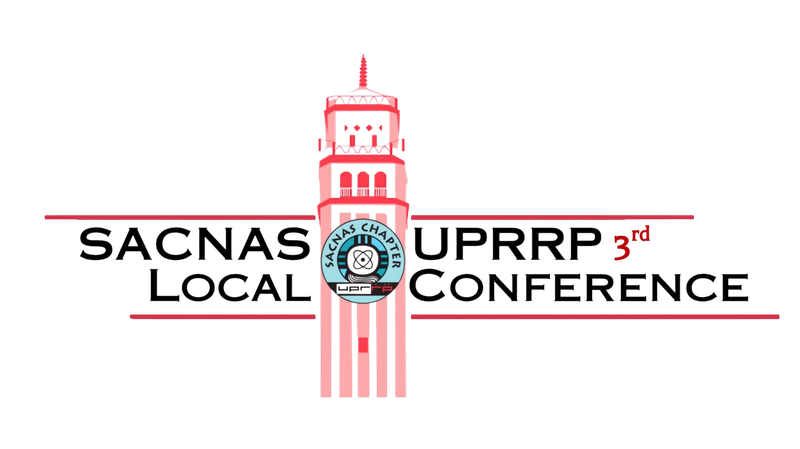 SACNAS UPRRP 3rd
LOCAL CONFERENCE
SACNAS CHAPTER
uprrp